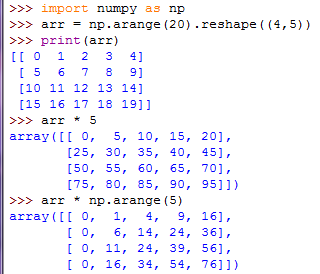 >>> import numpy as np
>>> arr = np.arange(20).reshape((4,5))
>>> print(arr)
[[ 0  1  2  3  4]
 [ 5  6  7  8  9]
 [10 11 12 13 14]
 [15 16 17 18 19]]
>>> arr * 5
array([[ 0,  5, 10, 15, 20],
       [25, 30, 35, 40, 45],
       [50, 55, 60, 65, 70],
       [75, 80, 85, 90, 95]])
>>> arr * np.arange(5)
array([[ 0,  1,  4,  9, 16],
       [ 0,  6, 14, 24, 36],
       [ 0, 11, 24, 39, 56],
       [ 0, 16, 34, 54, 76]])